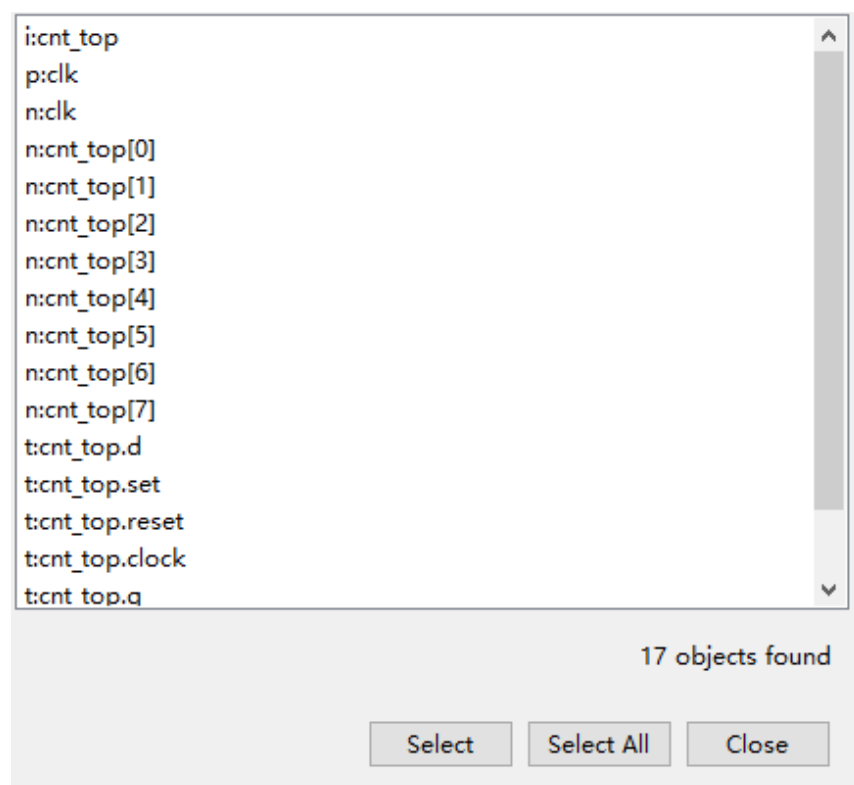 i:cnt_top
p:clk
n:clk
n:cnt_top[0]
n:cnt_top[1]
n:cnt_top[2]
n:cnt_top[3]
n:cnt_top[4]
n:cnt_top[5]
n:cnt_top[6]
n:cnt_top[7]
t:cnt_top.d
t:cnt_top.set
t:cnt_top.reset
t:cnt_top.clock
t:cnt_top.q
17 objects found
Select
Select All
Close